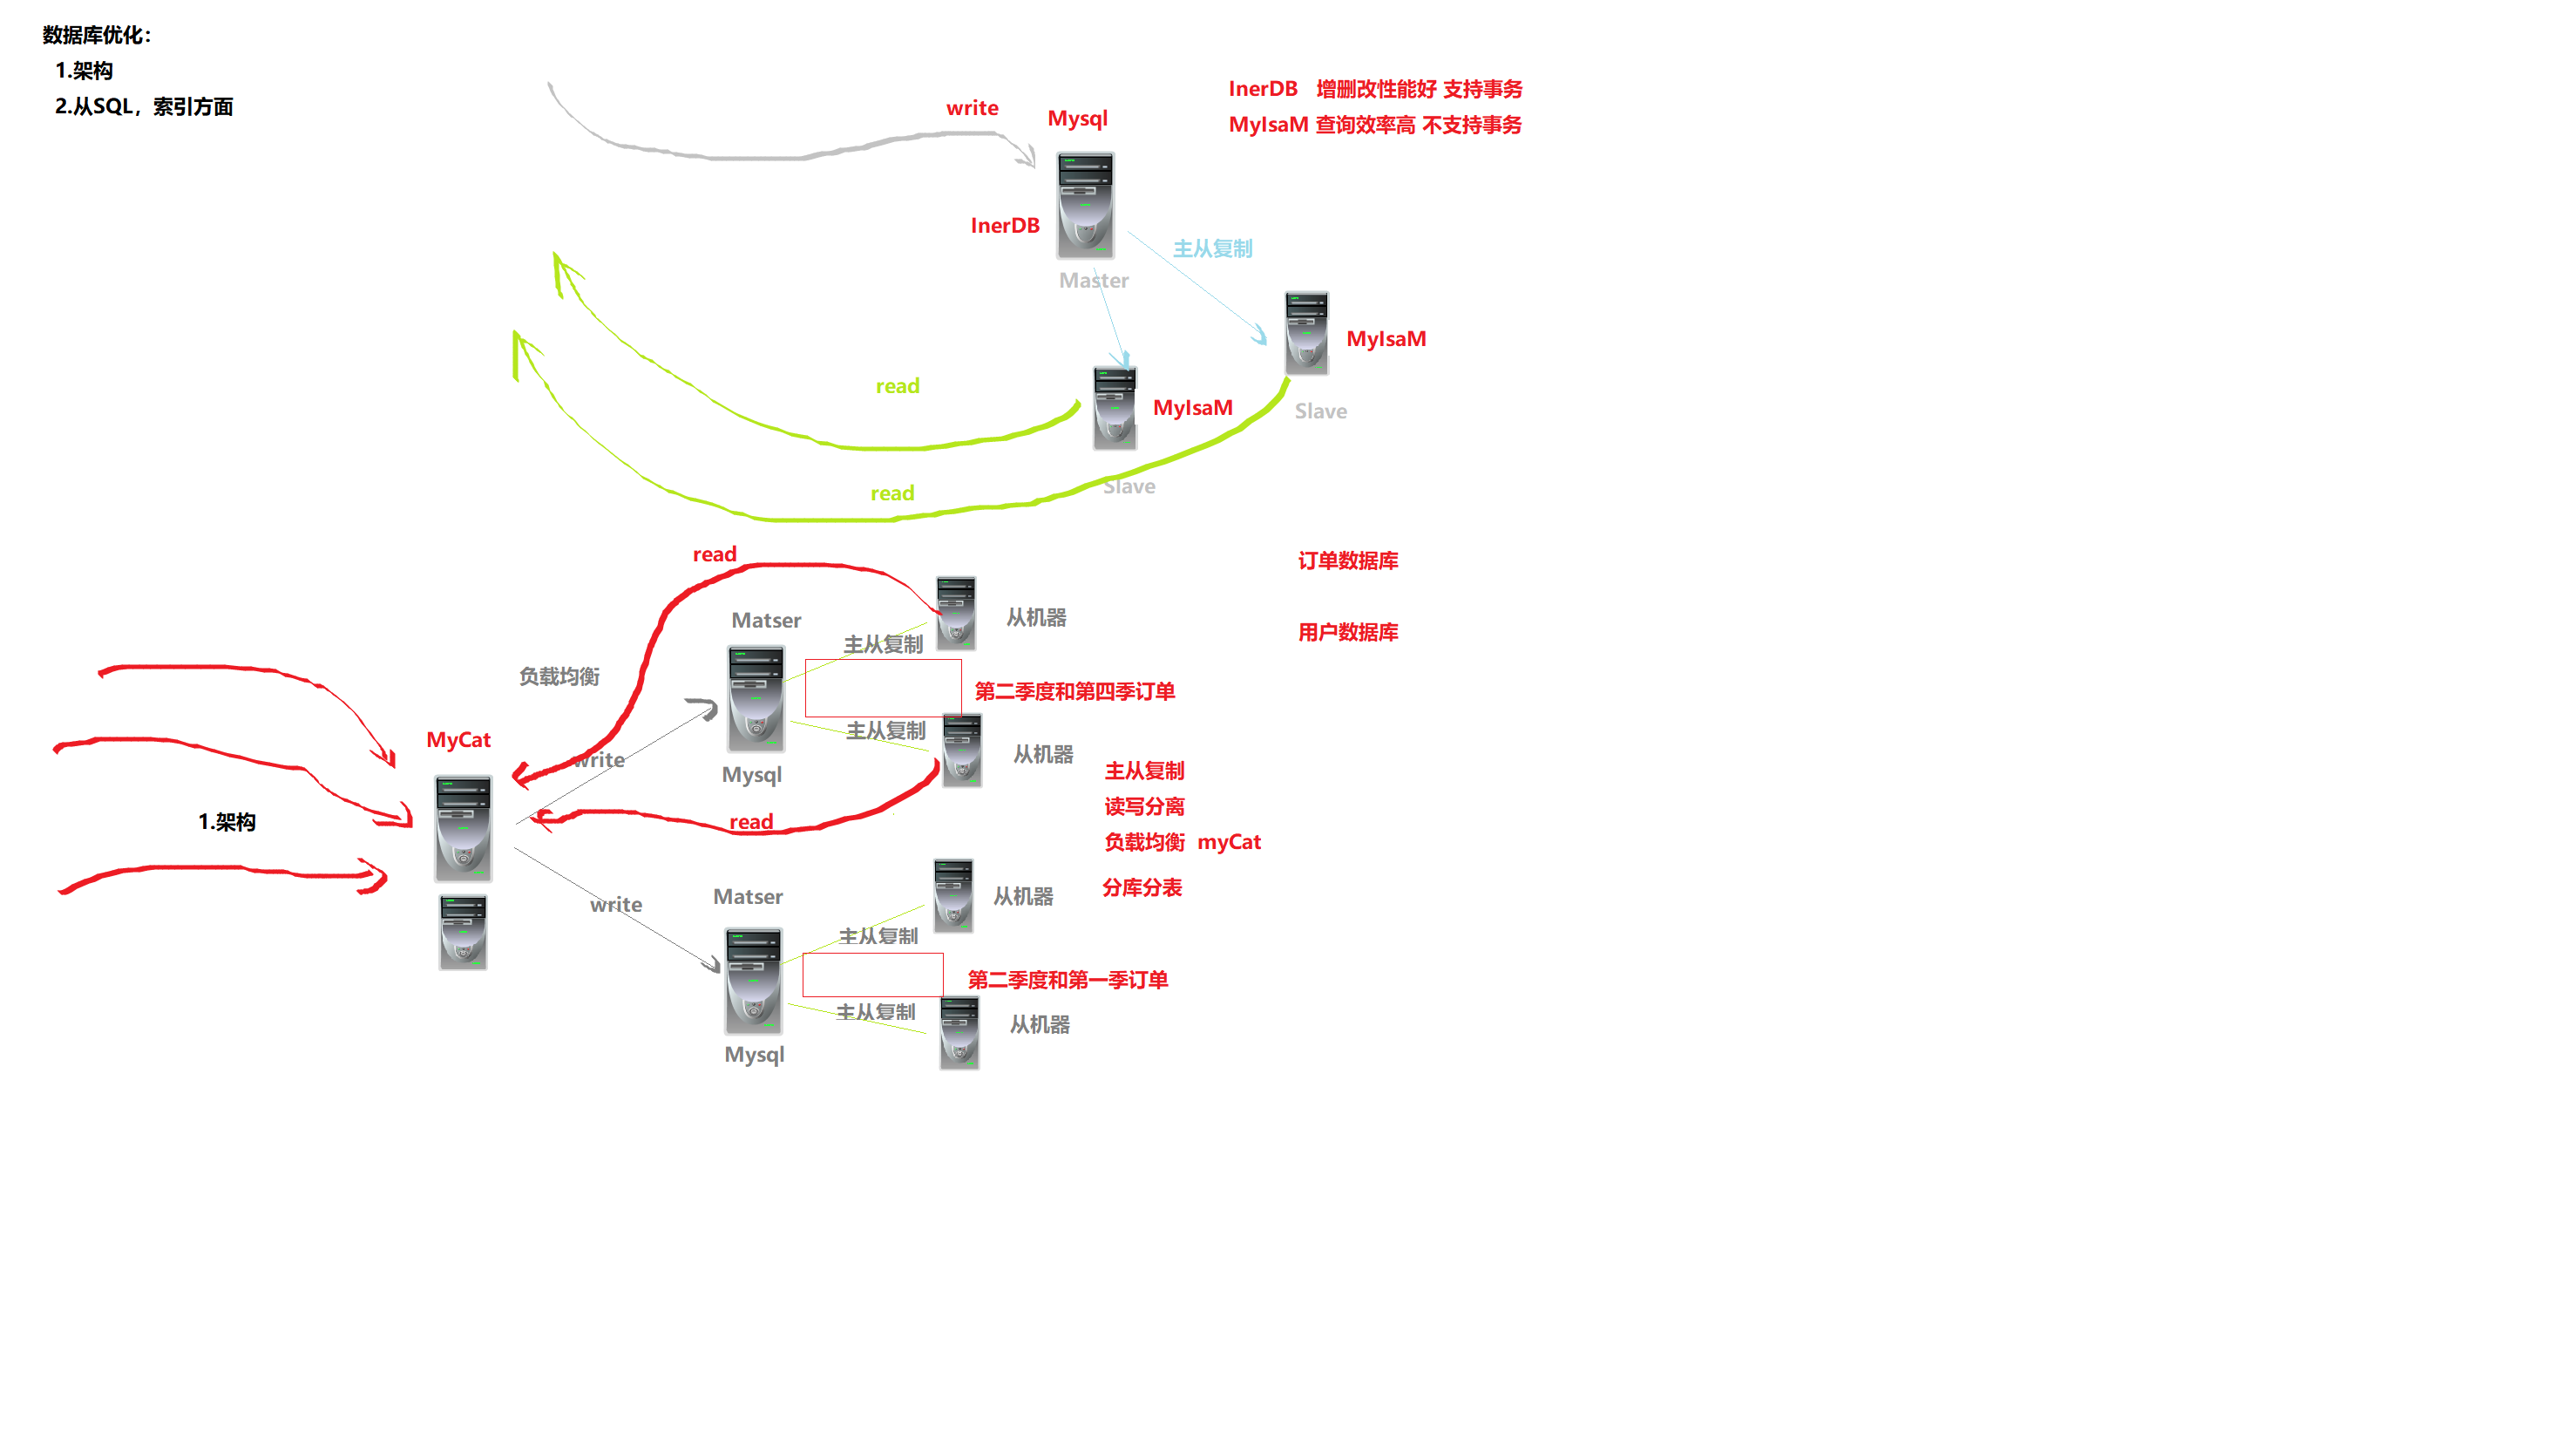 数据库优化：
1.架构
2.从SQL，索引方面
InerDB 增删改性能好 支持事务
MyIsaM 查询效率高 不支持事务
write
Mysql
InerDB
主从复制
Master
MyIsaM
read
MyIsaM
Slave
Slave
read
read
订单数据库
从机器
Matser
用户数据库
主从复制
负载均衡
第二季度和第四季订单
主从复制
MyCat
从机器
write
Mysql
主从复制
读写分离
1.架构
read
负载均衡 myCat
分库分表
Matser
从机器
write
主从复制
第二季度和第一季订单
主从复制
从机器
Mysql